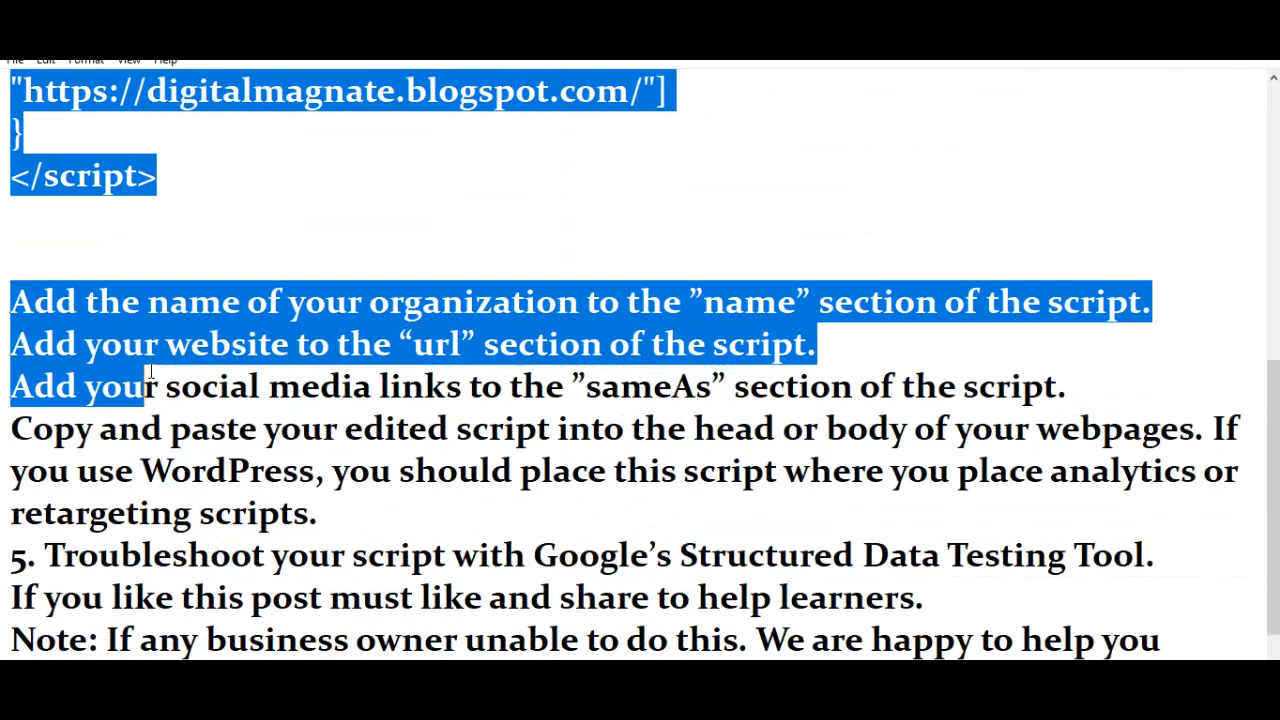 File Edit Format View Help
"https://digitalmagnate.blogspot.com/"]
}
</script>
Add the name of your organization to the ”name” section of the script.
Add your website to the “url” section of the script.
Add your social media links to the ”sameAs” section of the script.
Copy and paste your edited script into the head or body of your webpages. If
you use WordPress, you should place this script where you place analytics or
retargeting scripts.
5. Troubleshoot your script with Google’s Structured Data Testing Tool.
If you like this post must like and share to help learners.
Note: If any business owner unable to do this. We are happy to help you